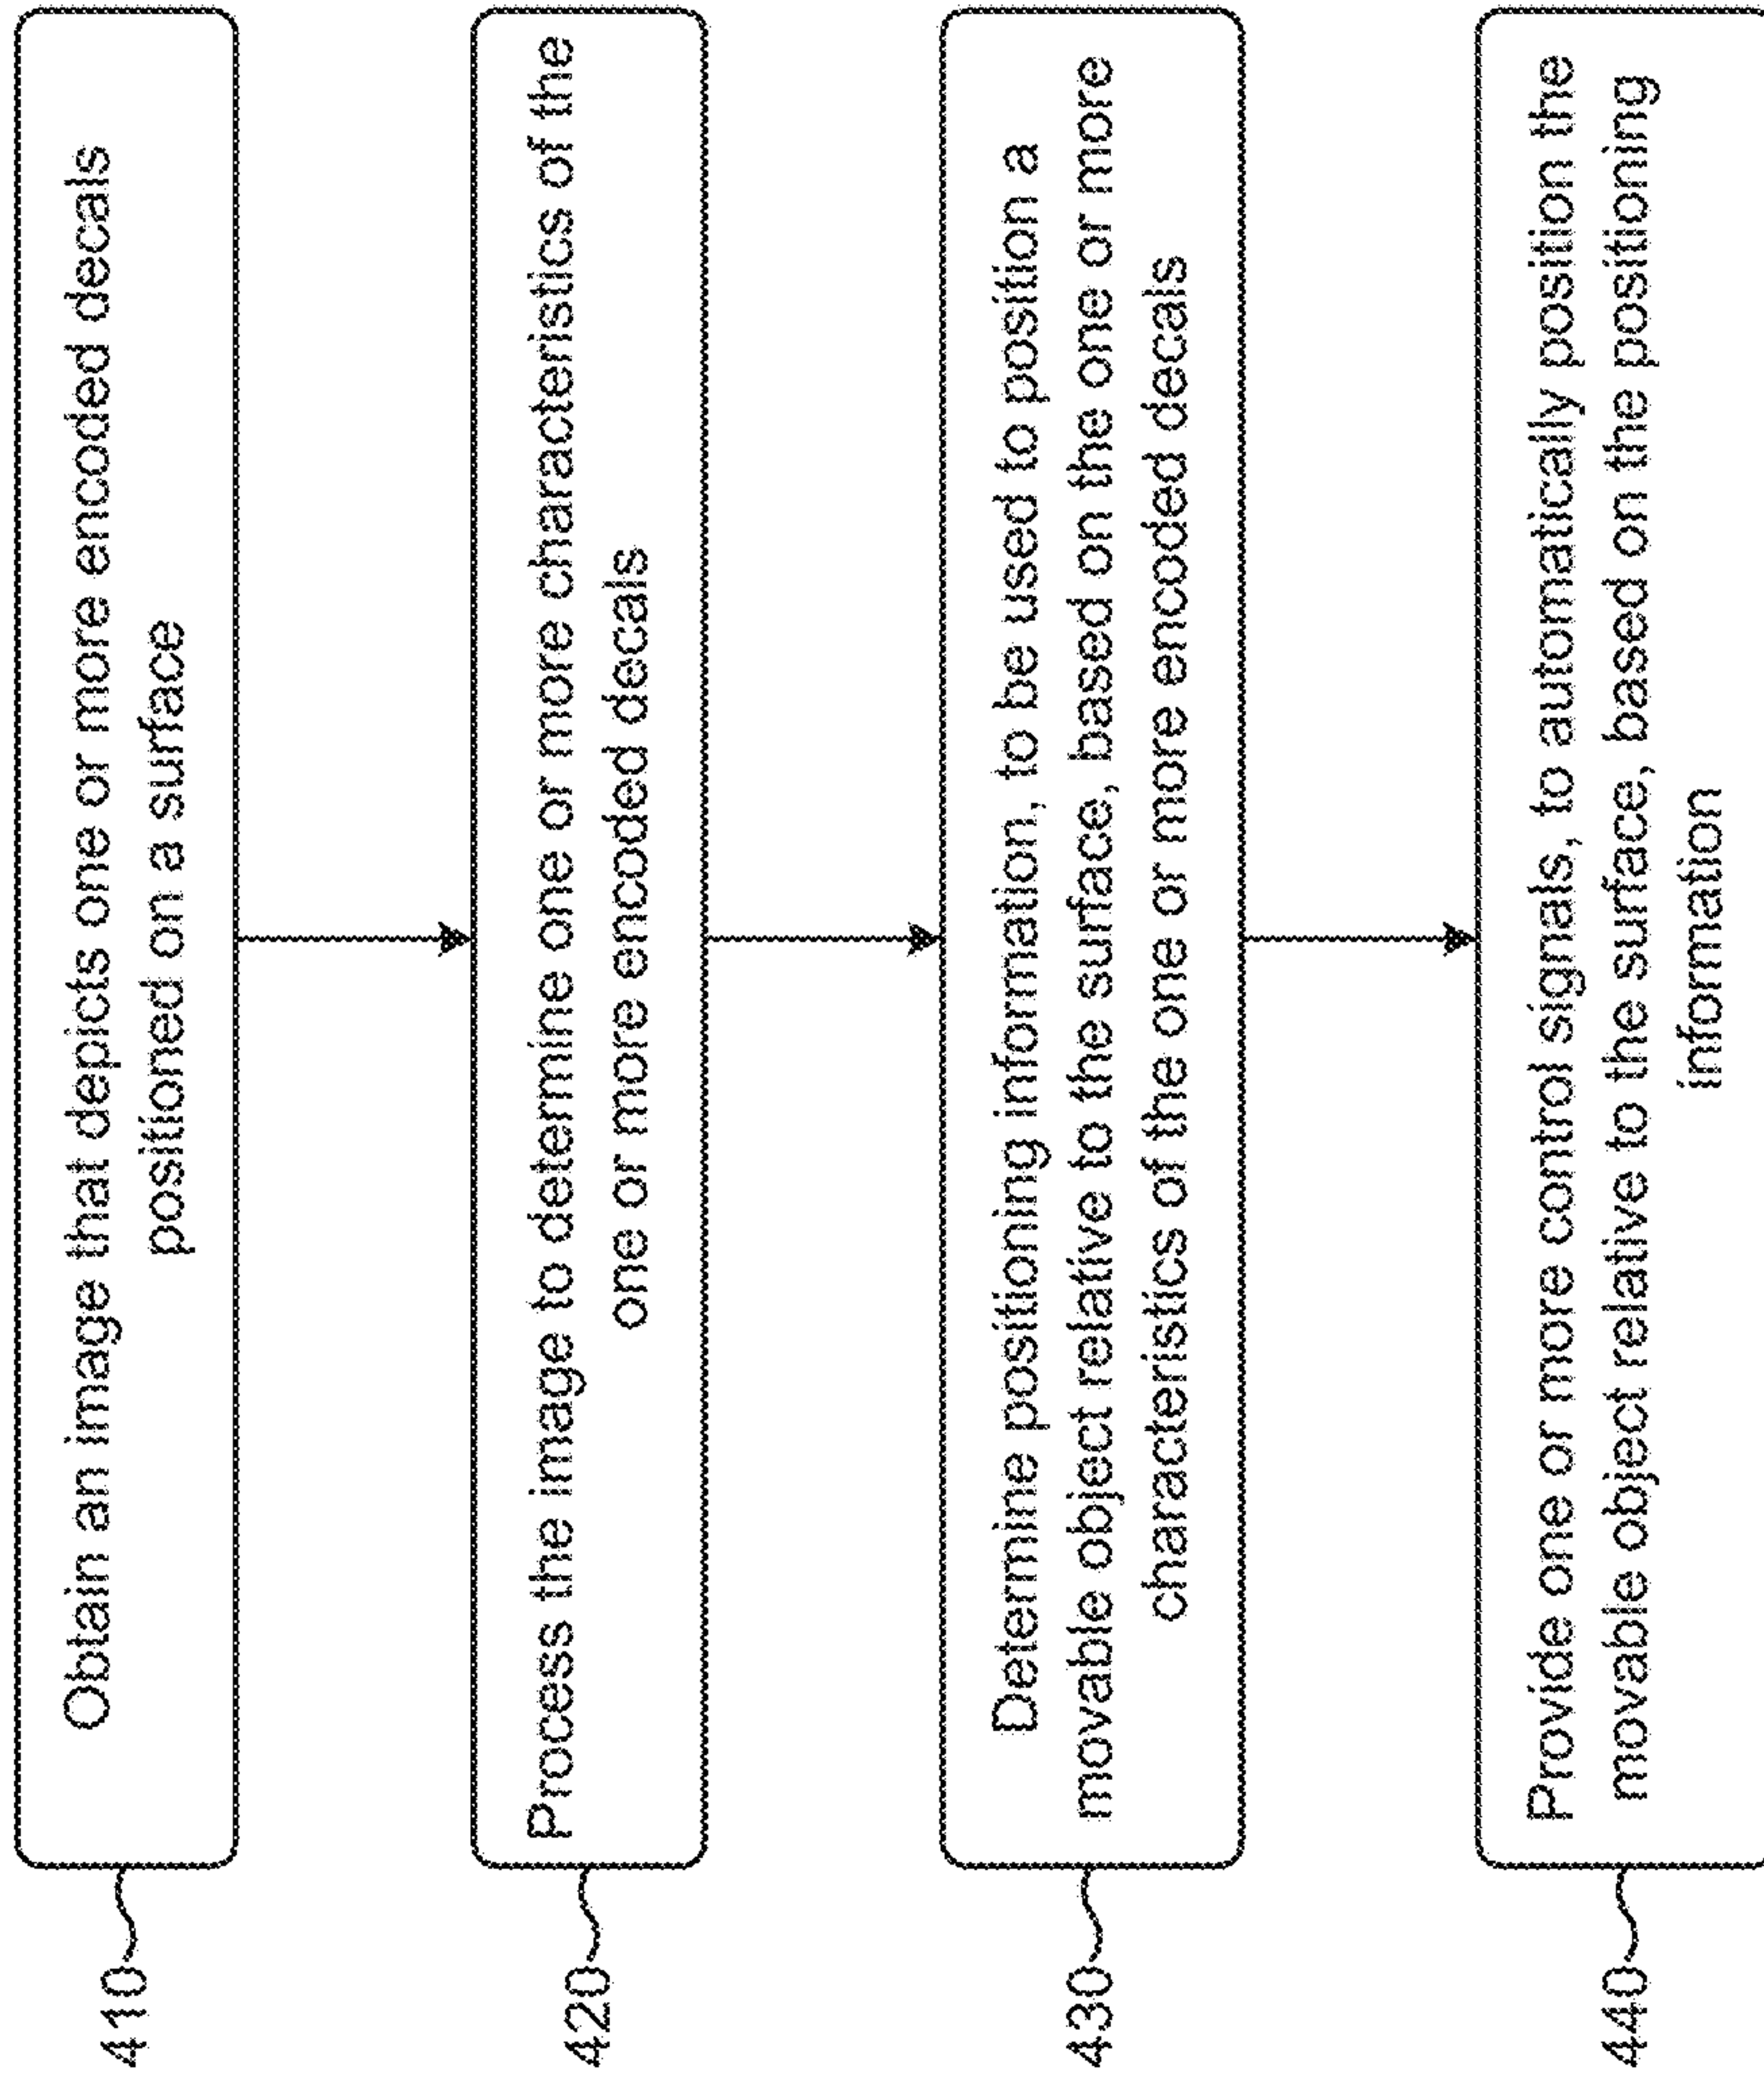 410
Obtain an image that depicts one or more encoded decals
positioned on a surface
420
Process the image to determine one or more characteristics of the
one or more encoded decals
430
Determine positioning information, to be used to position a
movable object relative to the surface, based on the one or more
characteristics of the one or more encoded decals
440
Provide one or more control signals, to automatically position the
movable object relative to the surface, based on the positioning
information